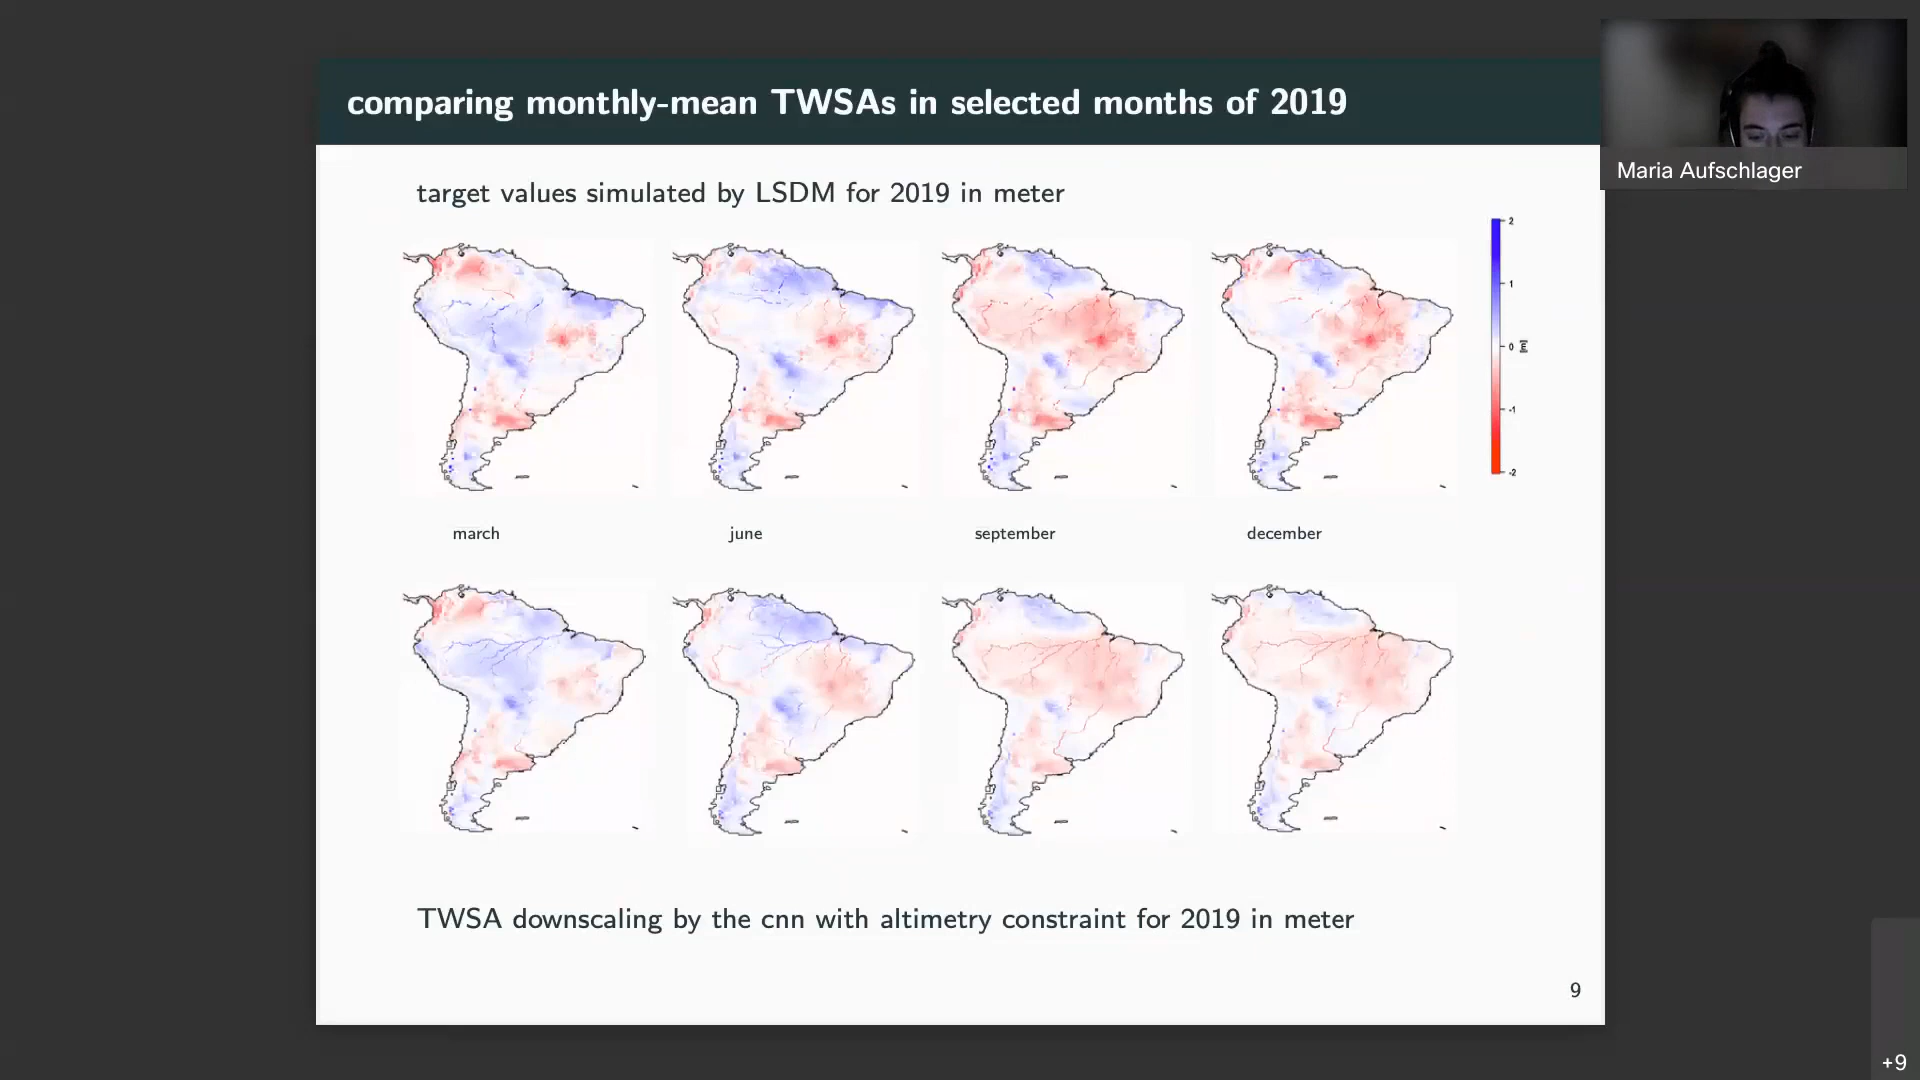 comparing monthly-mean TWSAs in selected months of 2019
Maria Aufschlager
target values simulated by LSDM for 2019 in meter
2
1
0
[m]
-1
-2
march
june
september
december
TWSA downscaling by the cnn with altimetry constraint for 2019 in meter
9
+9